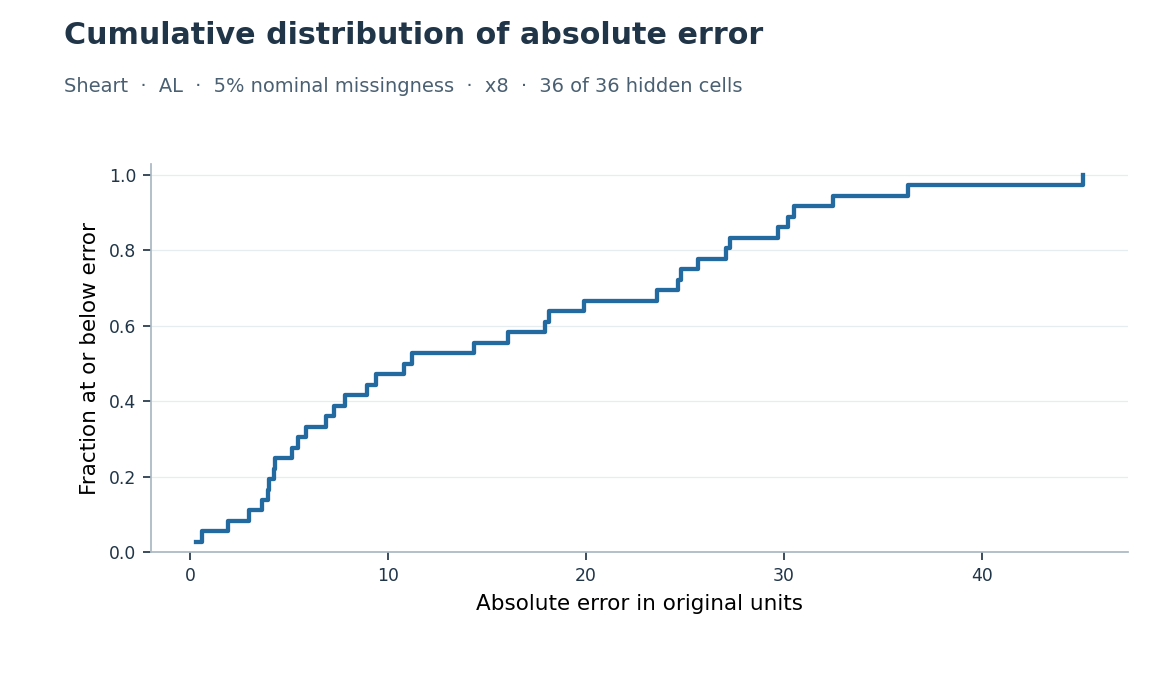 Cumulative distribution of absolute error
Sheart · AL · 5% nominal missingness · x8 · 36 of 36 hidden cells
Fraction at or below error
1.0
0.8
0.6
0.4
0.2
0.0
0 10 20 30 40
Absolute error in original units